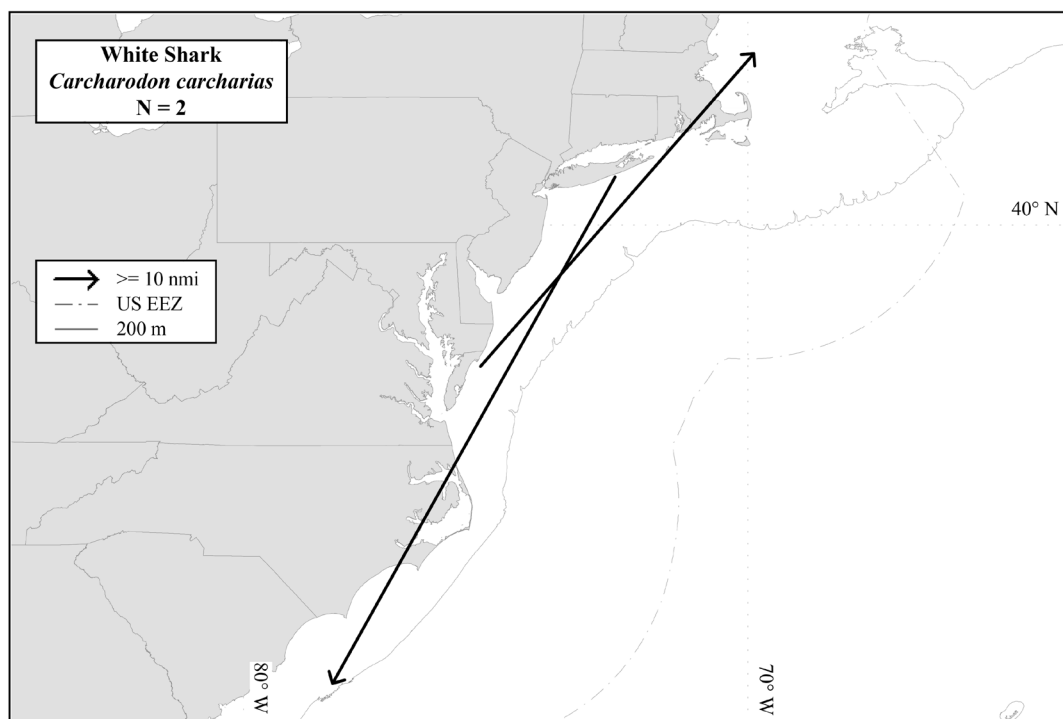 White Shark
Carcharodon carcharias
N = 2
40° N
>= 10 nmi
US EEZ
200 m
80° W
70° W